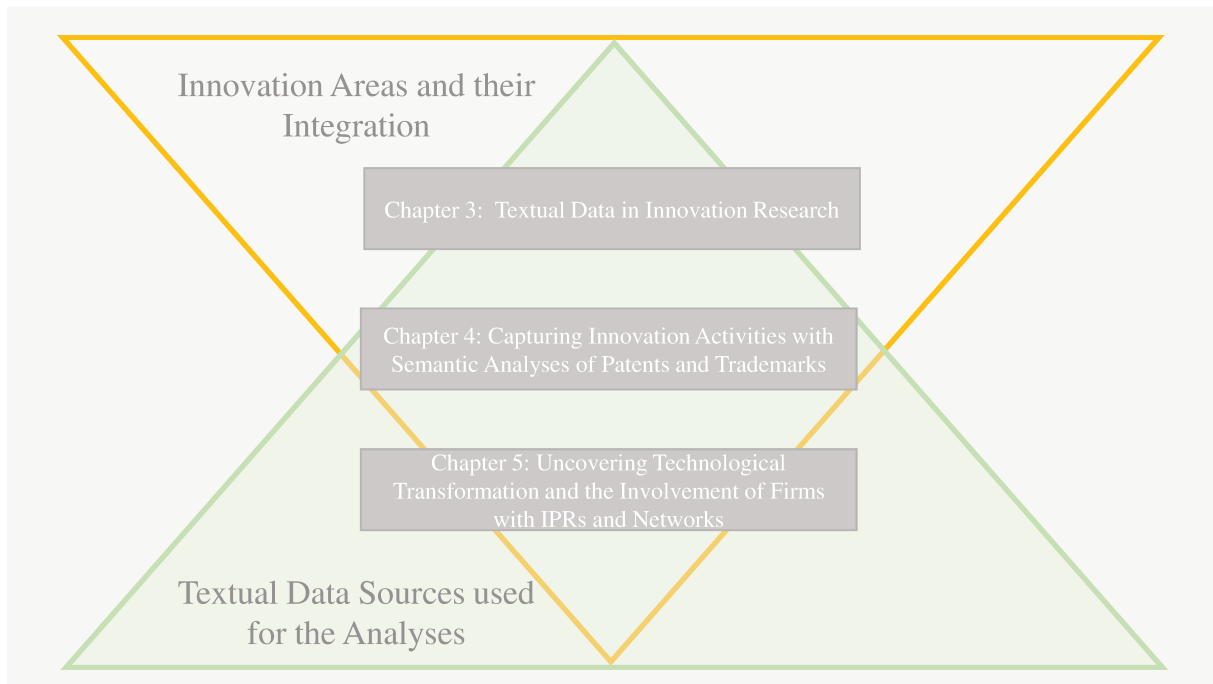 Innovation Areas and their
Integration
Chapter 3:  Textual Data in Innovation Research
Chapter 4: Capturing Innovation Activities with
Semantic Analyses of Patents and Trademarks
Chapter 5: Uncovering Technological
Transformation and the Involvement of Firms
with IPRs and Networks
Textual Data Sources used
for the Analyses